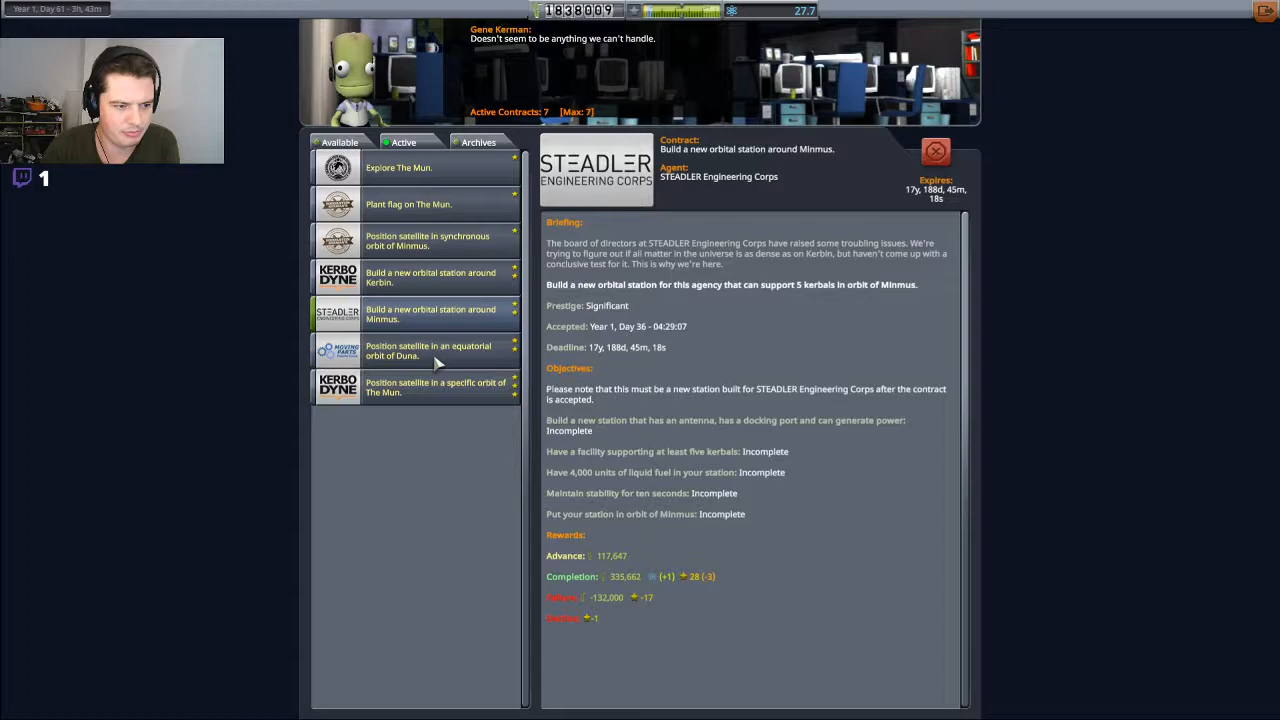 Year 1, Day 61 - 3h, 43m
1838009
27.7
Gene Kerman:
Doesn't seem to be anything we can't handle.
Active Contracts: 7 [Max: 7]
1
Available
Active
Archives
Explore The Mun.
Plant flag on The Mun.
Position satellite in synchronous
orbit of Minmus.
KERBO
DYNE
Build a new orbital station around
Kerbin.
STEADLER
ENGINEERING CORPS
Build a new orbital station around
Minmus.
MOVING
PARTS
Position satellite in an equatorial
orbit of Duna.
KERBO
DYNE
Position satellite in a specific orbit of
The Mun.
STEADLER
ENGINEERING CORPS
Contract:
Build a new orbital station around Minmus.
Agent:
STEADLER Engineering Corps
Expires:
17y, 188d, 45m,
18s
Briefing:
The board of directors at STEADLER Engineering Corps have raised some troubling issues. We're
trying to figure out if all matter in the universe is as dense as on Kerbin, but haven't come up with a
conclusive test for it. This is why we're here.
Build a new orbital station for this agency that can support 5 kerbals in orbit of Minmus.
Prestige: Significant
Accepted: Year 1, Day 36 - 04:29:07
Deadline: 17y, 188d, 45m, 18s
Objectives:
Please note that this must be a new station built for STEADLER Engineering Corps after the contract
is accepted.
Build a new station that has an antenna, has a docking port and can generate power:
Incomplete
Have a facility supporting at least five kerbals: Incomplete
Have 4,000 units of liquid fuel in your station: Incomplete
Maintain stability for ten seconds: Incomplete
Put your station in orbit of Minmus: Incomplete
Rewards:
Advance: 117,647
Completion: 335,662 (+1) 28 (-3)
-132,000 -17
-1